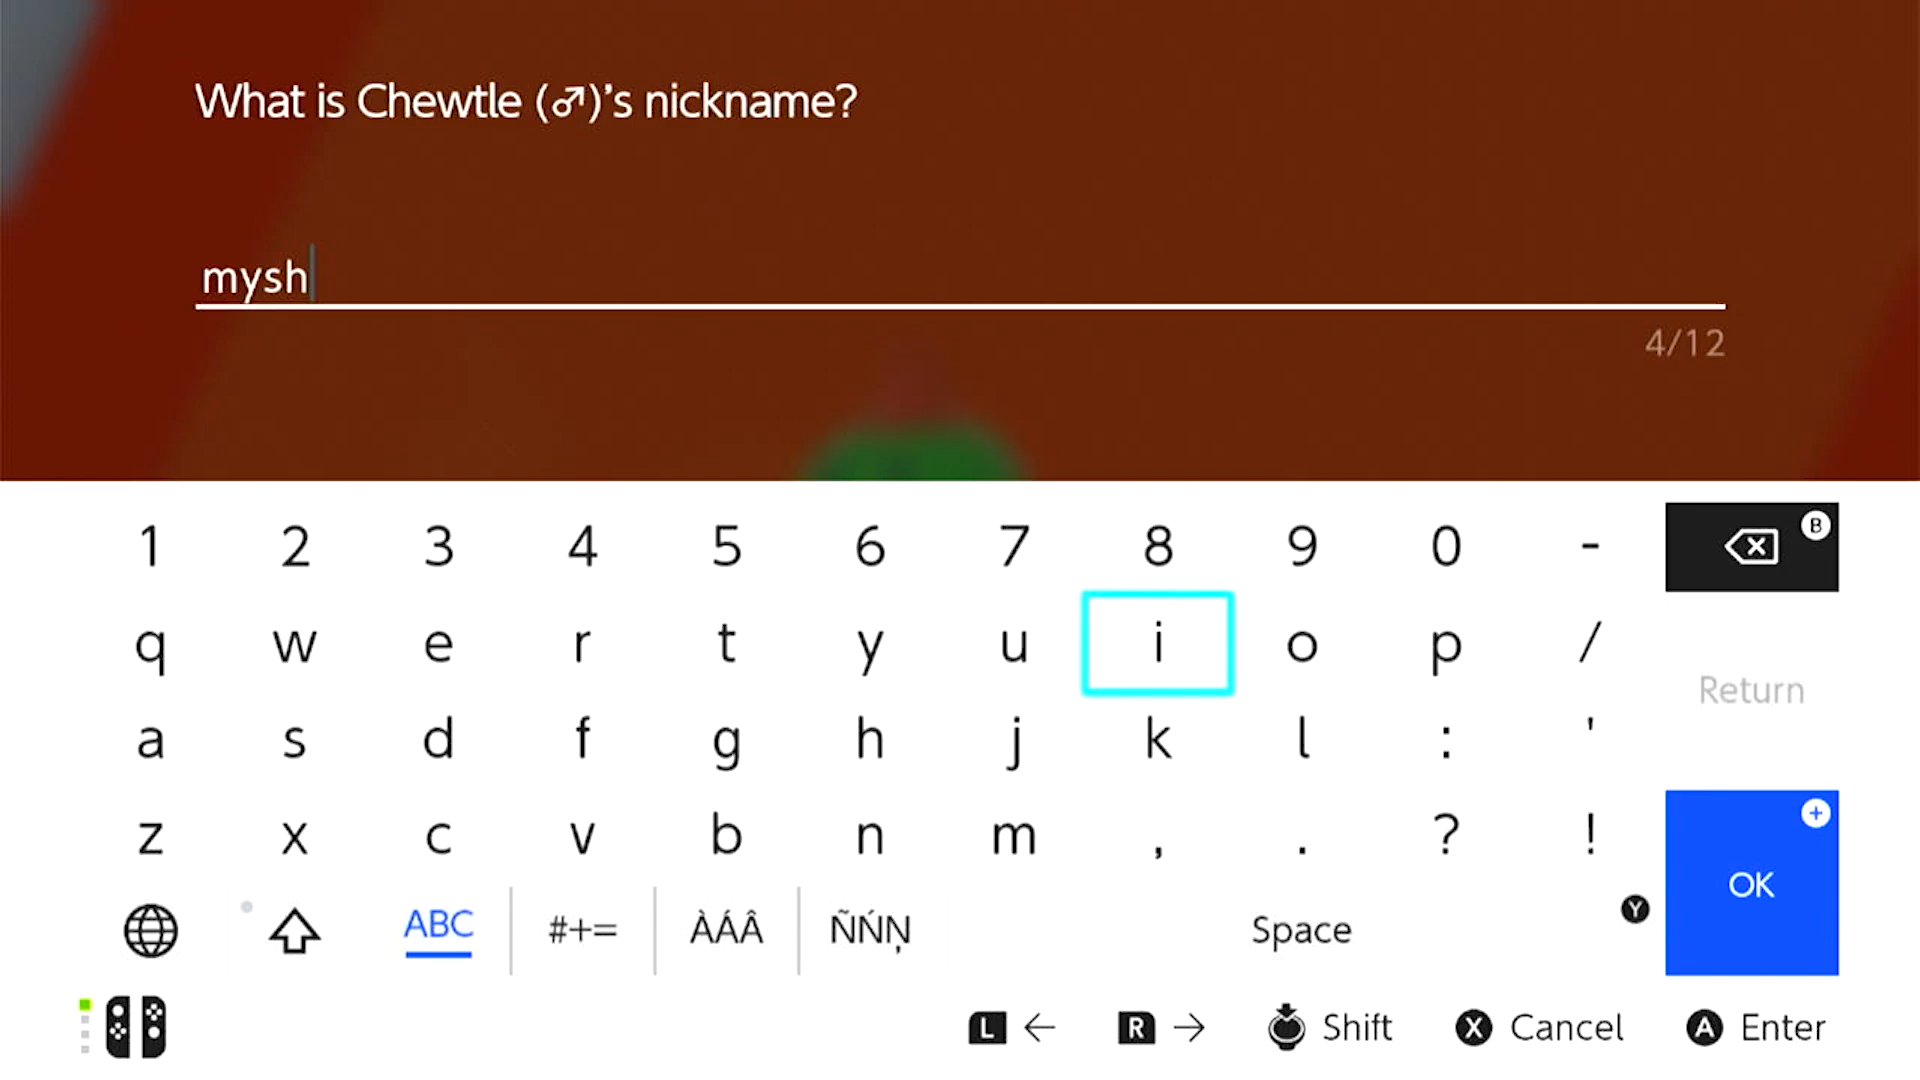 What is Chewtle (♂)'s nickname?
mysh
4/12
1 2 3 4 5 6 7 8 9 0 -
B
q w e r t y u i o p /
Return
a s d f g h j k l : '
z x c v b n m , . ? !
+
OK
ABC #+= ÀÁÂ ÑŃŅ Space Y
L ← R → Shift X Cancel A Enter